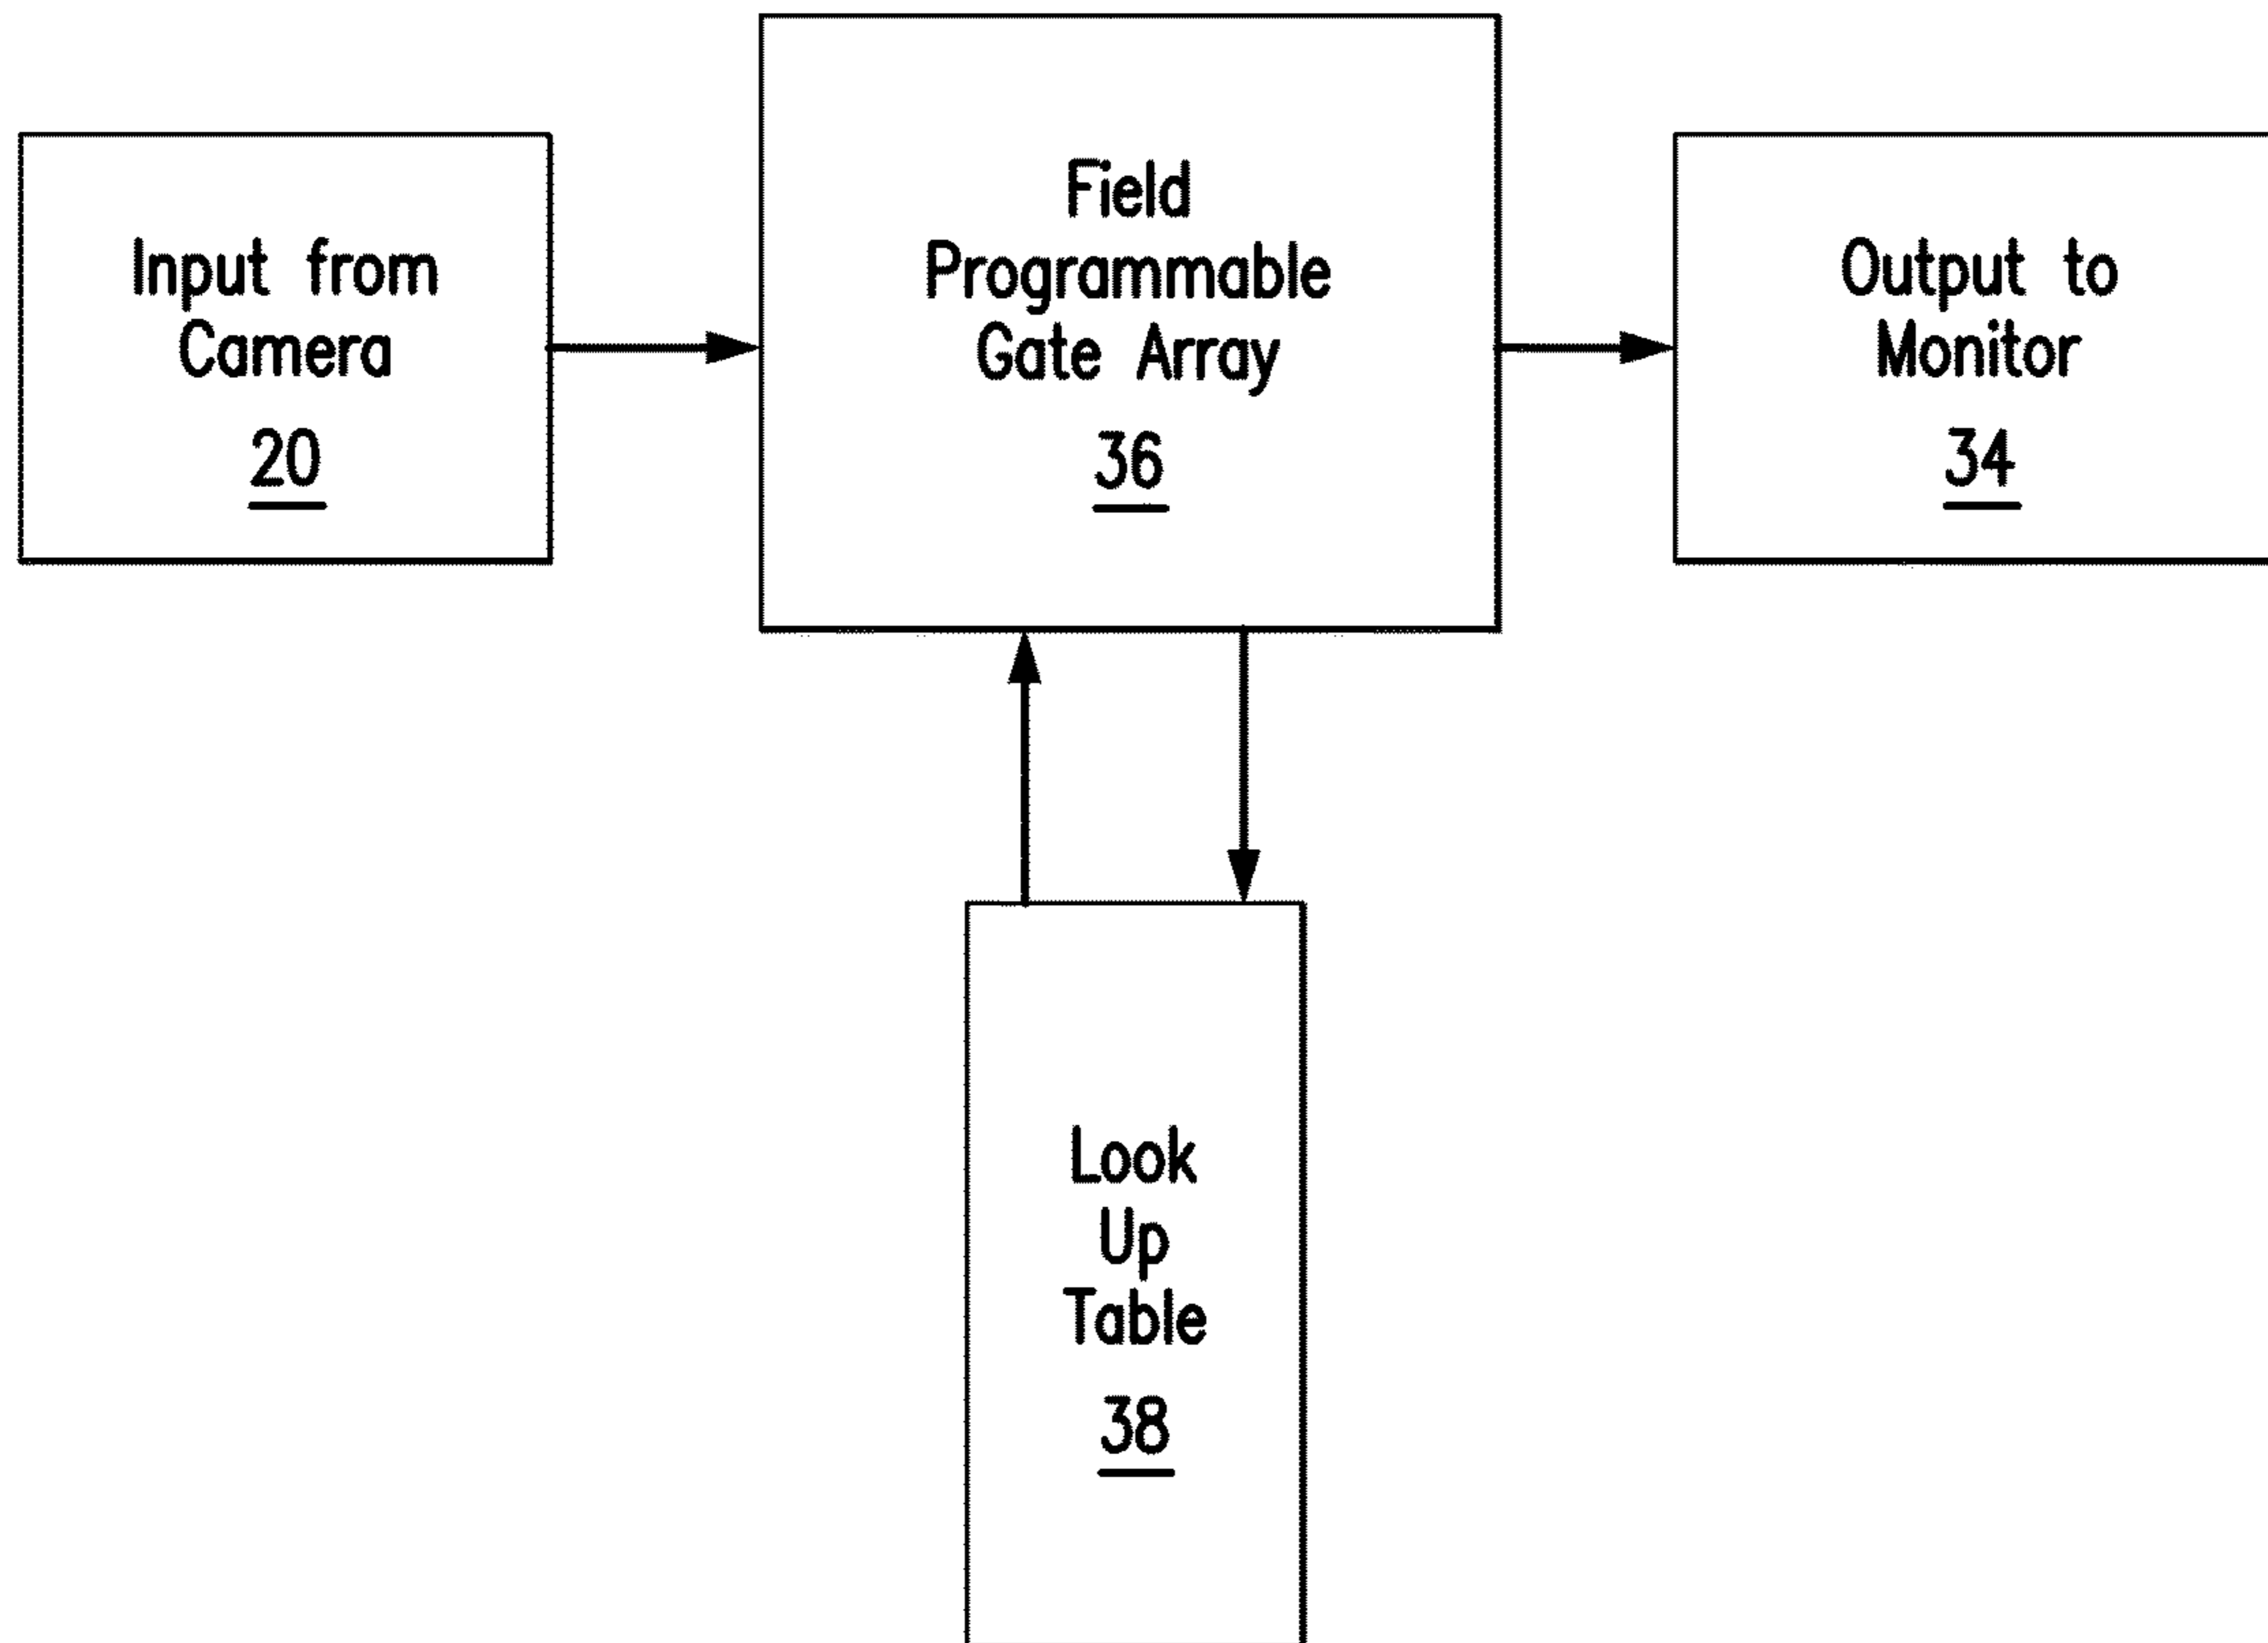 Input from
Camera
20
Field
Programmable
Gate Array
36
Output to
Monitor
34
Look
Up
Table
38